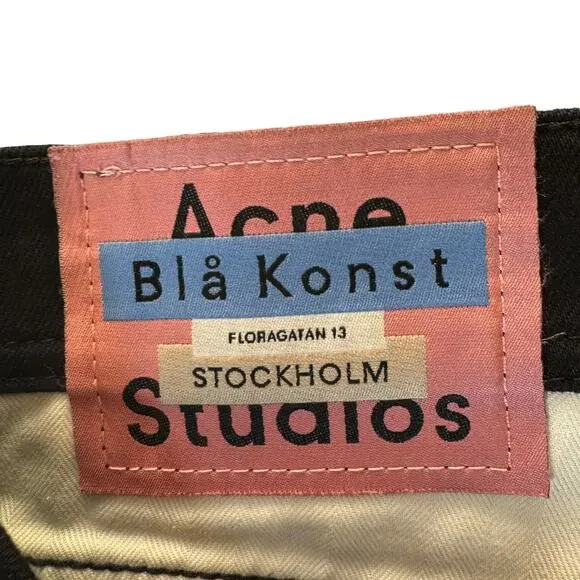 Acne
Blå Konst
FLORAGATAN 13
STOCKHOLM
Studios